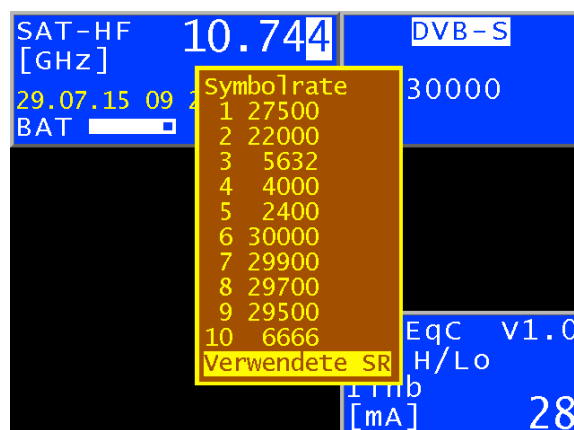 SAT-HF 10.744
[GHz]
29.07.15 09
BAT
DVB-S
30000
Symbolrate
1 27500
2 22000
3 5632
4 4000
5 2400
6 30000
7 29900
8 29700
9 29500
10 6666
Verwendete SR
EqC V1.0
H/Lo
[mA] 28